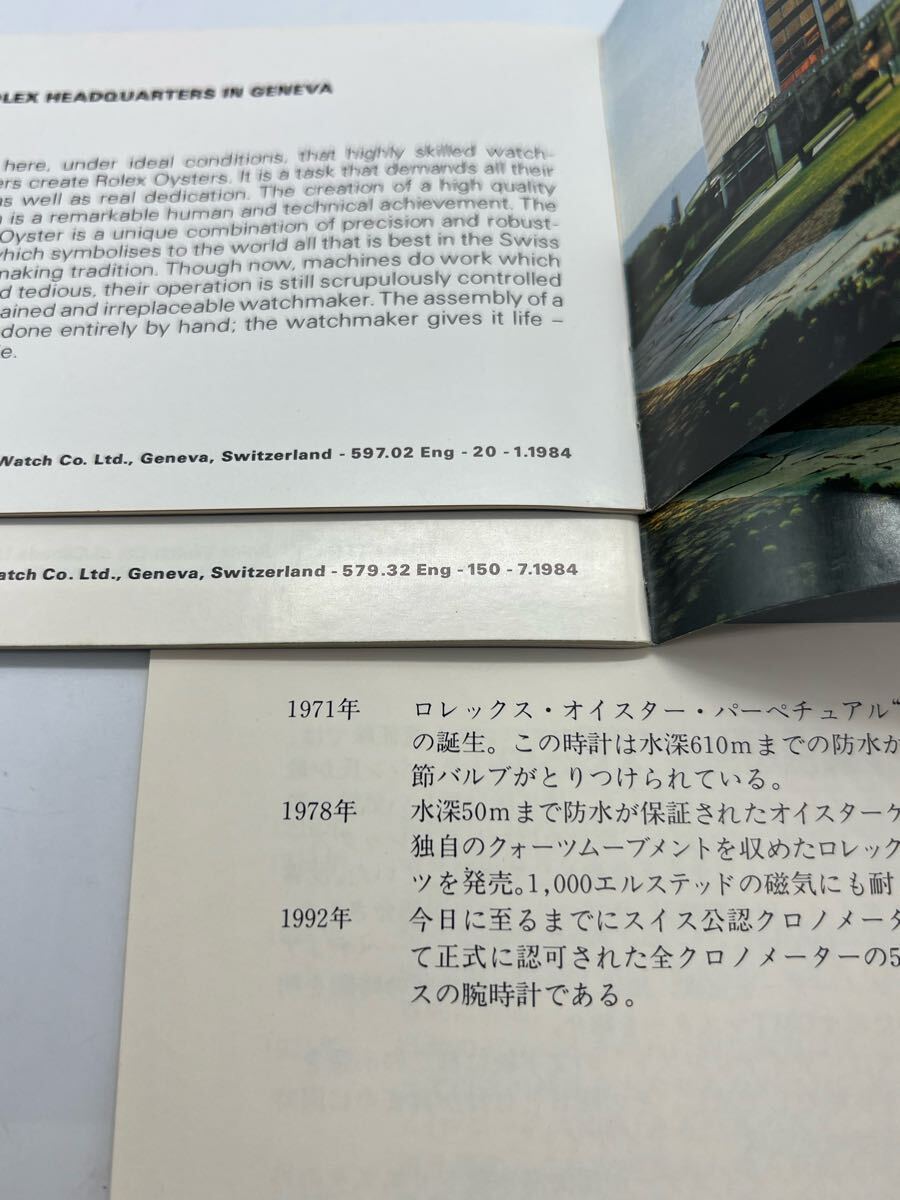 LEX HEADQUARTERS IN GENEVA
here, under ideal conditions, that highly skilled watch-
ers create Rolex Oysters. It is a task that demands all their
as well as real dedication. The creation of a high quality
is a remarkable human and technical achievement. The
Oyster is a unique combination of precision and robust-
which symbolises to the world all that is best in the Swiss
making tradition. Though now, machines do work which
d tedious, their operation is still scrupulously controlled
ained and irreplaceable watchmaker. The assembly of a
done entirely by hand; the watchmaker gives it life –
e.
Watch Co. Ltd., Geneva, Switzerland - 597.02 Eng - 20 - 1.1984
atch Co. Ltd., Geneva, Switzerland - 579.32 Eng - 150 - 7.1984
1971年 ロレックス・オイスター・パーペチュアル“
の誕生。この時計は水深610mまでの防水が
節バルブがとりつけられている。
1978年 水深50mまで防水が保証されたオイスターケ
独自のクォーツムーブメントを収めたロレック
ツを発売。1,000エルステッドの磁気にも耐
1992年 今日に至るまでにスイス公認クロノメータ
て正式に認可された全クロノメーターの5
スの腕時計である。